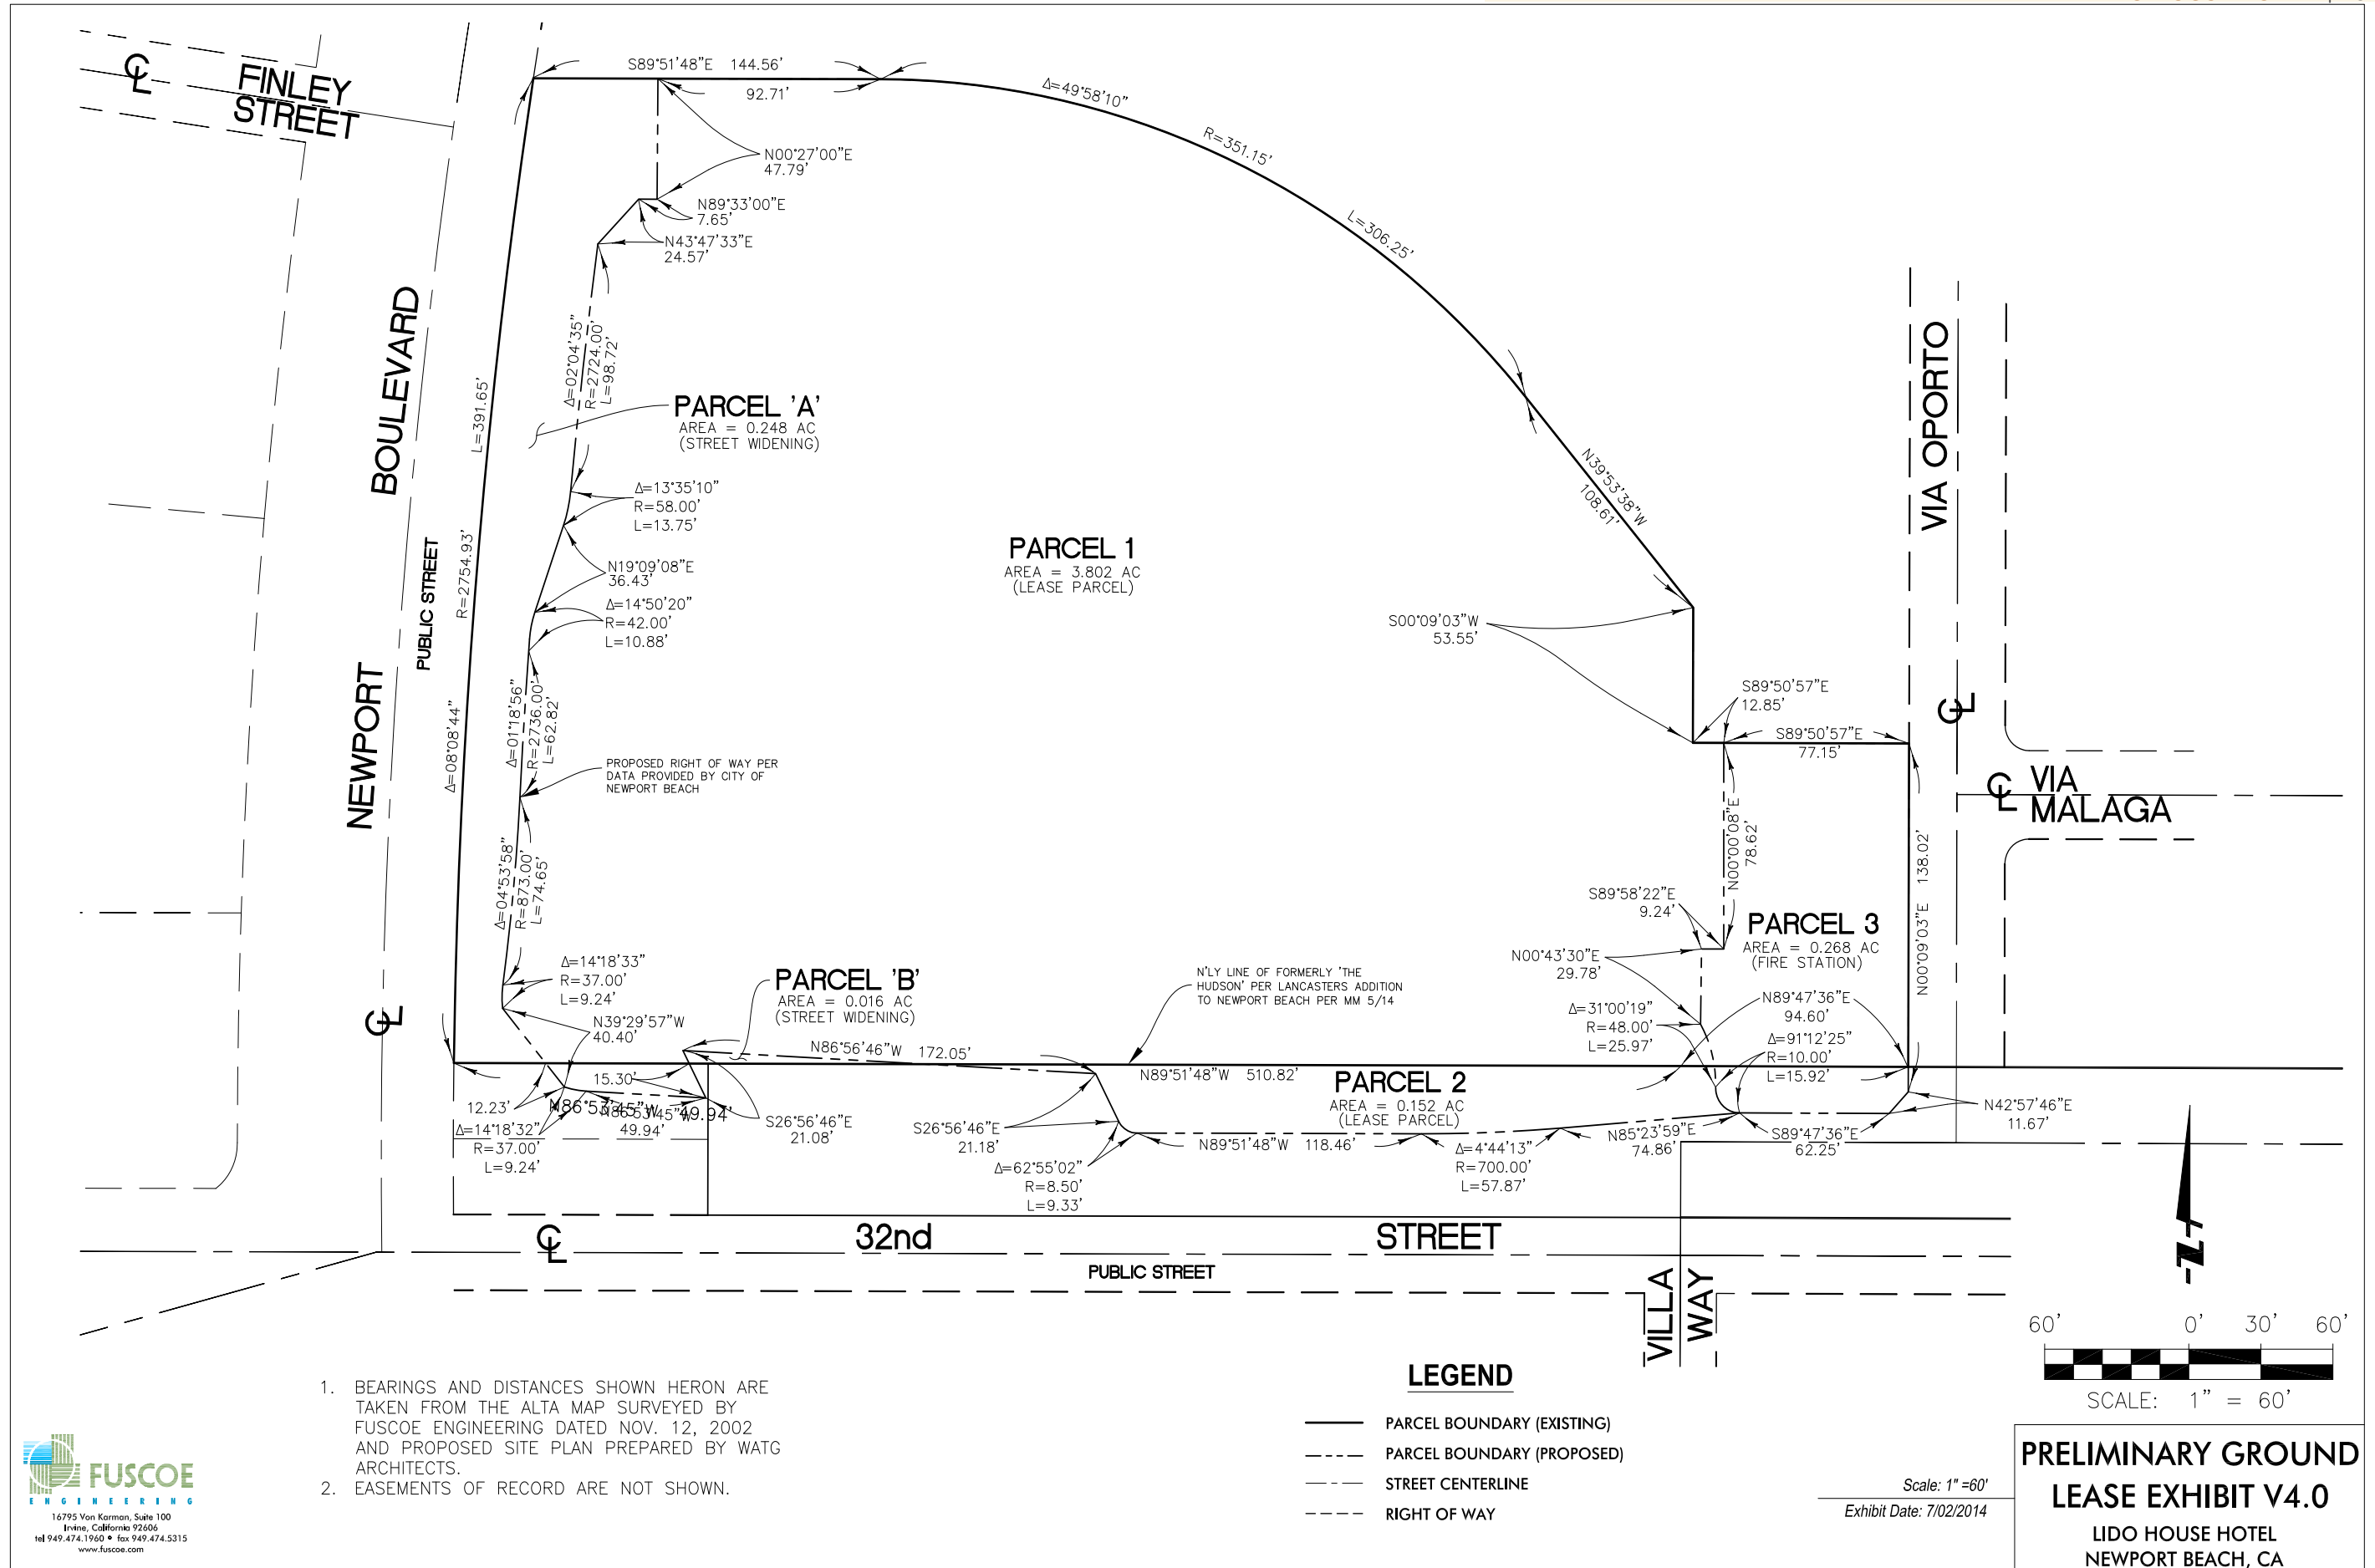 ℄
FINLEY
STREET
S89°51'48"E 144.56'
92.71'
Δ=49°58'10"
R=351.15'
L=306.25'
N00°27'00"E
47.79'
N89°33'00"E
7.65'
N43°47'33"E
24.57'
Δ=02°04'35"
R=2724.00'
L=98.72'
L=391.65'
R=2754.93'
Δ=08°08'44"
NEWPORT
BOULEVARD
PUBLIC STREET
PARCEL 'A'
AREA = 0.248 AC
(STREET WIDENING)
Δ=13°35'10"
R=58.00'
L=13.75'
N19°09'08"E
36.43'
Δ=14°50'20"
R=42.00'
L=10.88'
Δ=01°18'56"
R=2736.00'
L=62.82'
PROPOSED RIGHT OF WAY PER
DATA PROVIDED BY CITY OF
NEWPORT BEACH
Δ=04°53'58"
R=873.00'
L=74.65'
PARCEL 1
AREA = 3.802 AC
(LEASE PARCEL)
N39°53'38"W
108.61'
S00°09'03"W
53.55'
S89°50'57"E
12.85'
S89°50'57"E
77.15'
VIA OPORTO
℄
℄
VIA
MALAGA
N00°00'08"E
78.62'
N00°09'03"E 138.02'
S89°58'22"E
9.24'
PARCEL 3
AREA = 0.268 AC
(FIRE STATION)
N00°43'30"E
29.78'
N89°47'36"E
94.60'
Δ=31°00'19"
R=48.00'
L=25.97'
Δ=91°12'25"
R=10.00'
L=15.92'
℄
Δ=14°18'33"
R=37.00'
L=9.24'
N39°29'57"W
40.40'
PARCEL 'B'
AREA = 0.016 AC
(STREET WIDENING)
N'LY LINE OF FORMERLY 'THE
HUDSON' PER LANCASTERS ADDITION
TO NEWPORT BEACH PER MM 5/14
N86°56'46"W 172.05'
N89°51'48"W 510.82'
15.30'
12.23'
N86°53'45"W 49.94'
N86°53'45"W
49.94'
Δ=14°18'32"
R=37.00'
L=9.24'
S26°56'46"E
21.08'
S26°56'46"E
21.18'
Δ=62°55'02"
R=8.50'
L=9.33'
PARCEL 2
AREA = 0.152 AC
(LEASE PARCEL)
N89°51'48"W 118.46'
Δ=4°44'13"
R=700.00'
L=57.87'
N85°23'59"E
74.86'
S89°47'36"E
62.25'
N42°57'46"E
11.67'
℄
32nd STREET
PUBLIC STREET
VILLA
WAY
N
60' 0' 30' 60'
SCALE: 1" = 60'
1. BEARINGS AND DISTANCES SHOWN HERON ARE
TAKEN FROM THE ALTA MAP SURVEYED BY
FUSCOE ENGINEERING DATED NOV. 12, 2002
AND PROPOSED SITE PLAN PREPARED BY WATG
ARCHITECTS.
2. EASEMENTS OF RECORD ARE NOT SHOWN.
LEGEND
PARCEL BOUNDARY (EXISTING)
PARCEL BOUNDARY (PROPOSED)
STREET CENTERLINE
RIGHT OF WAY
FUSCOE
ENGINEERING
16795 Von Karman, Suite 100
Irvine, California 92606
tel 949.474.1960 • fax 949.474.5315
www.fuscoe.com
Scale: 1" =60'
Exhibit Date: 7/02/2014
PRELIMINARY GROUND
LEASE EXHIBIT V4.0
LIDO HOUSE HOTEL
NEWPORT BEACH, CA